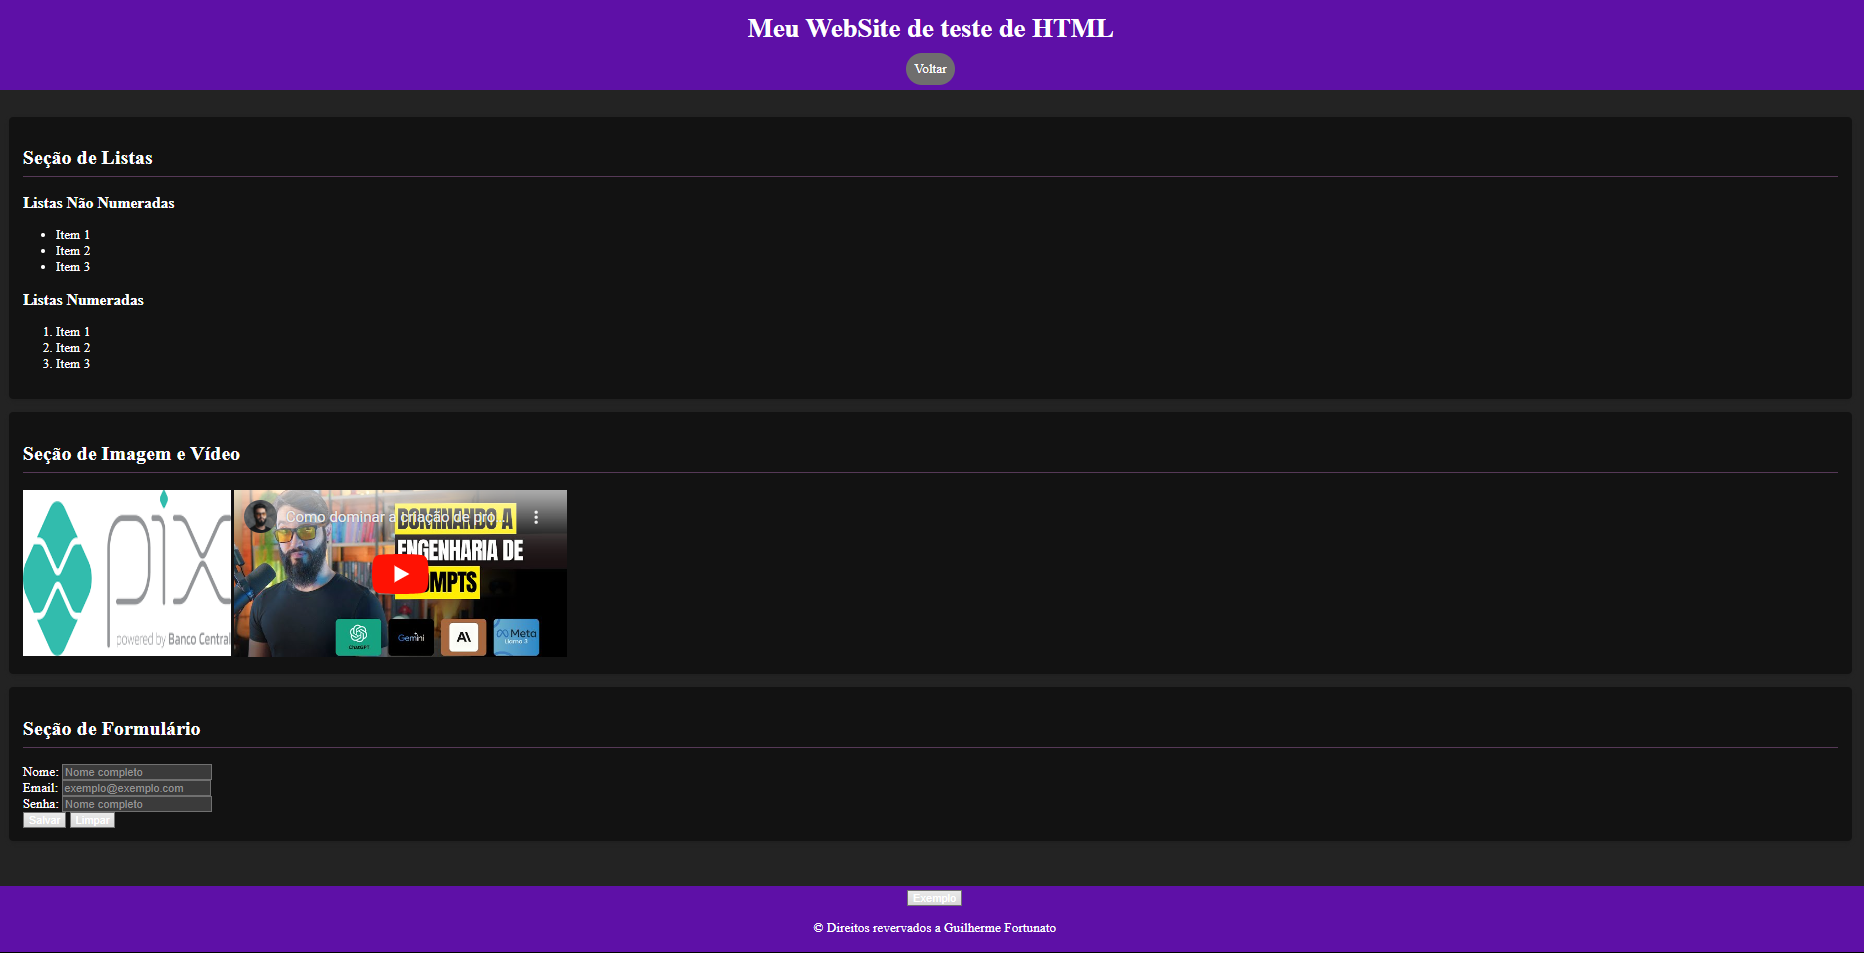 Meu WebSite de teste de HTML
Voltar
Seção de Listas
Listas Não Numeradas
• Item 1
• Item 2
• Item 3
Listas Numeradas
1. Item 1
2. Item 2
3. Item 3
Seção de Imagem e Vídeo
pix
powered by Banco Central
Como dominar a criação de pro...
DOMINANDO A
ENGENHARIA DE
ChatGPT
Gemini
A\
Meta
Llama 3
Seção de Formulário
Nome: Nome completo
Email: exemplo@exemplo.com
Senha: Nome completo
Salvar Limpar
Exemplo
© Direitos revervados a Guilherme Fortunato